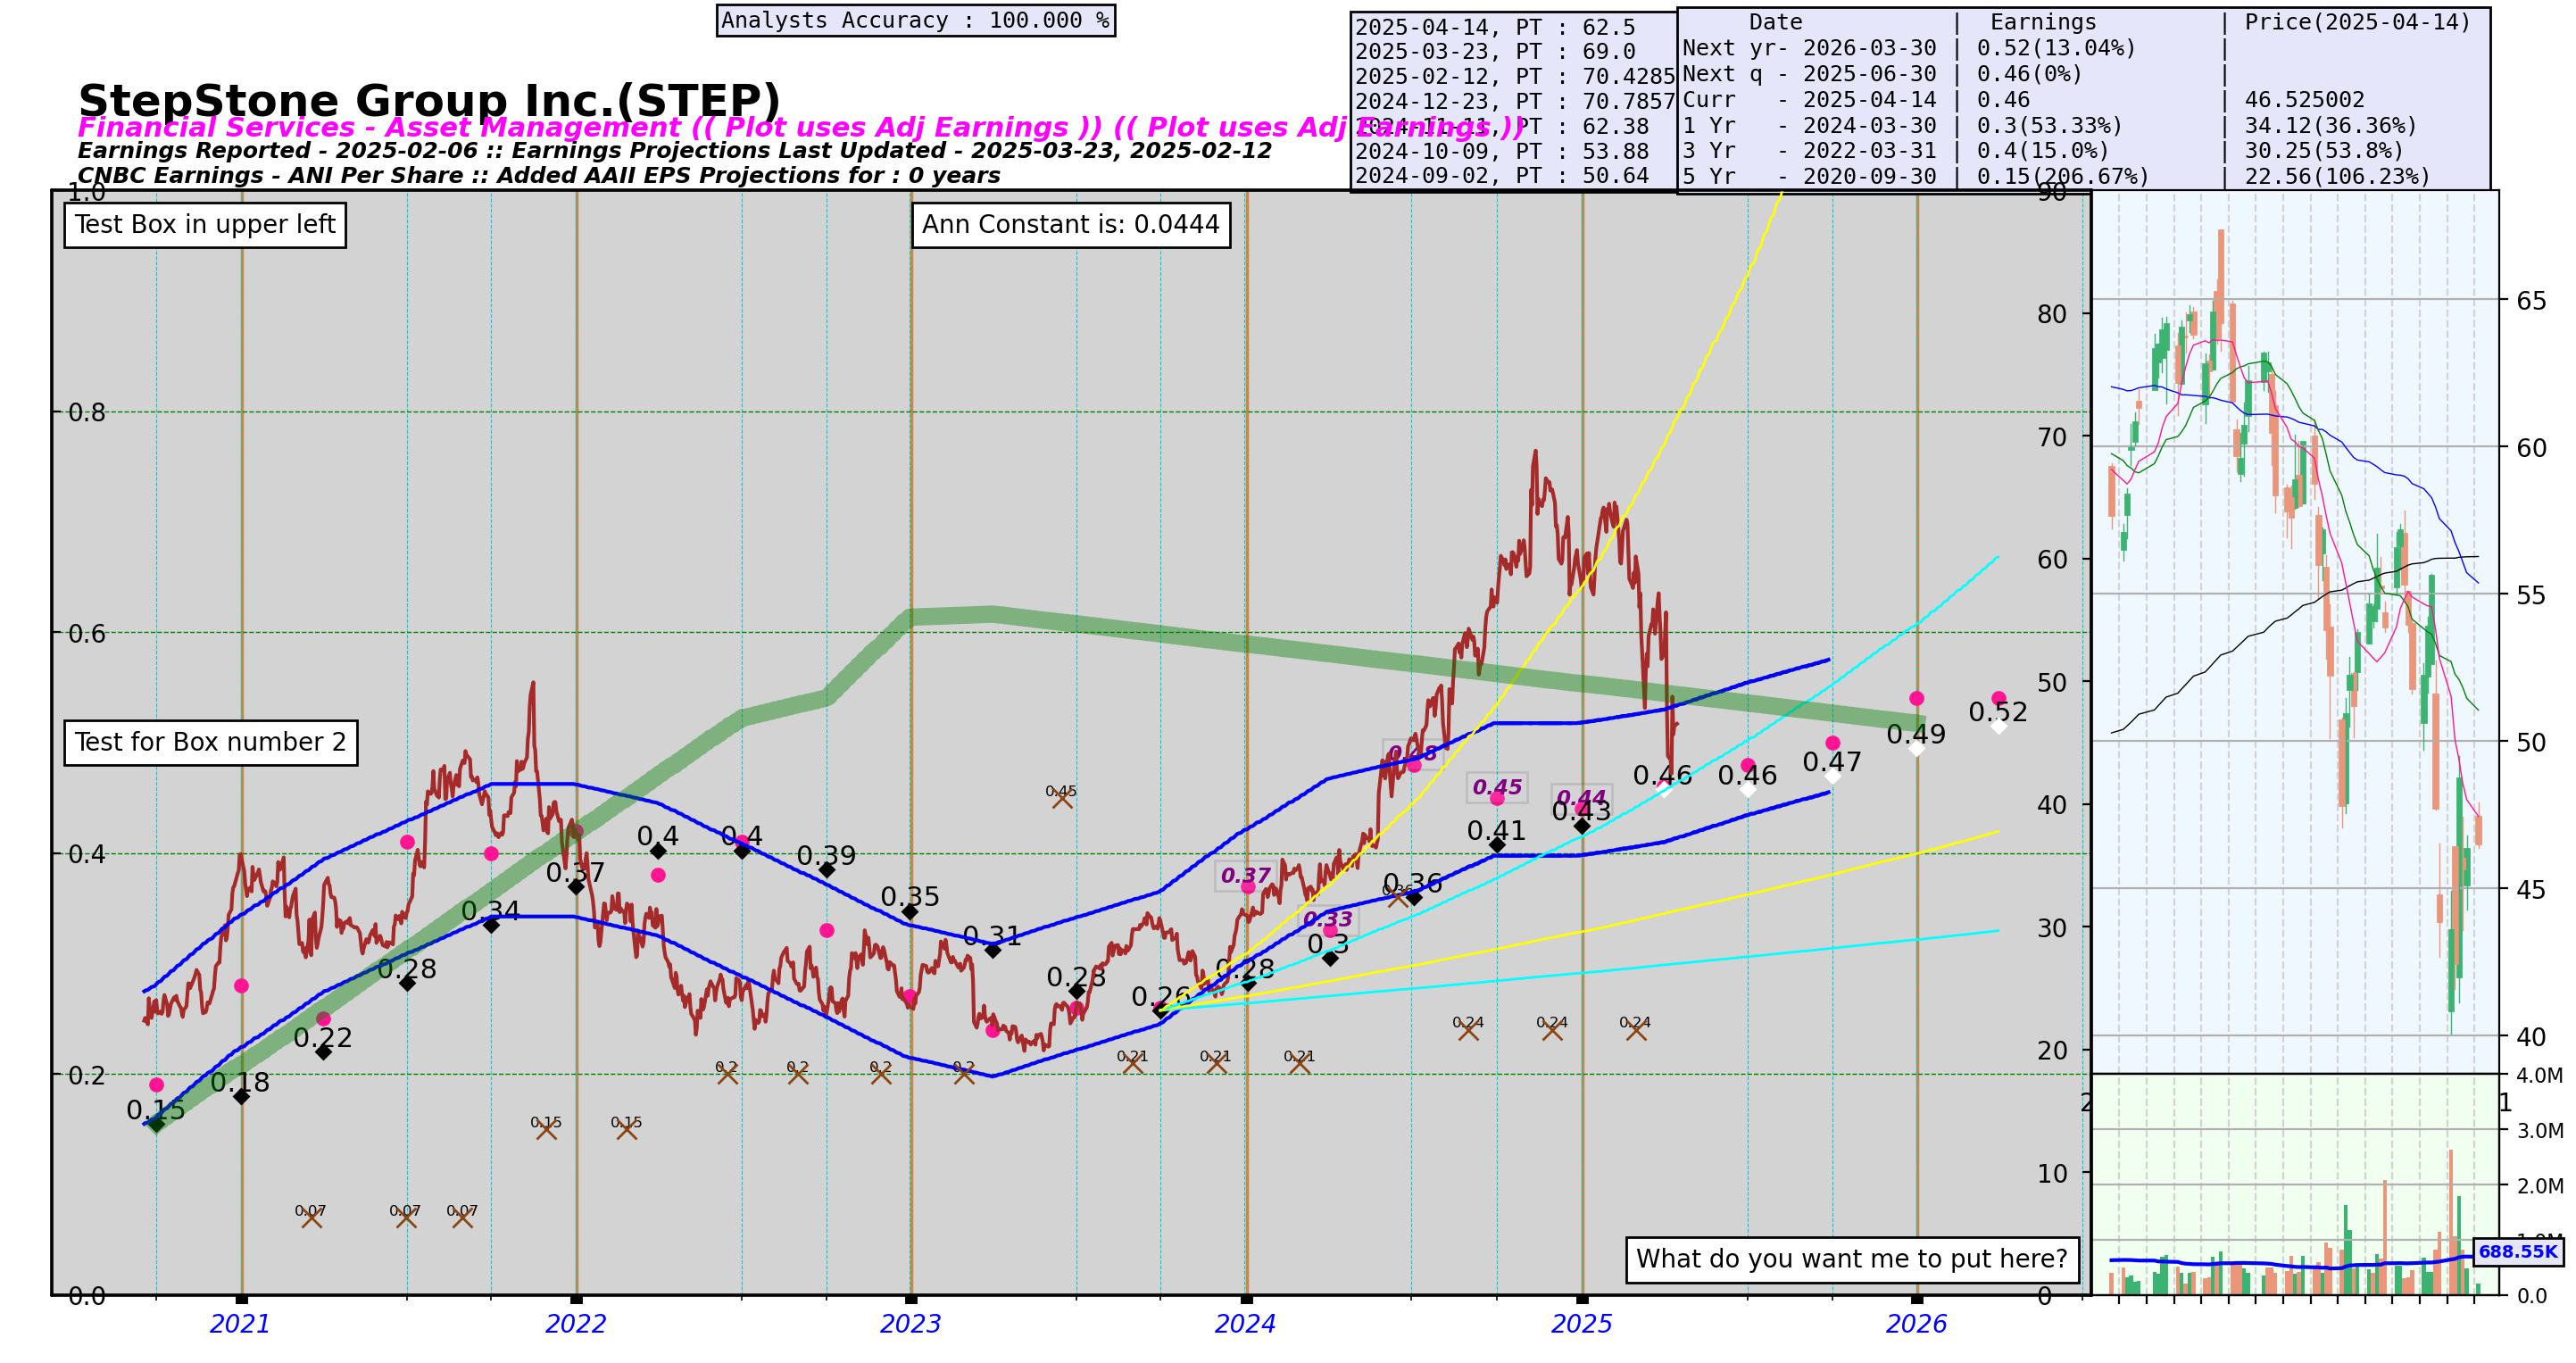 Analysts Accuracy : 100.000 %
2025-04-14, PT : 62.5
2025-03-23, PT : 69.0
2025-02-12, PT : 70.4285
2024-12-23, PT : 70.7857
2024-11-11, PT : 62.38
2024-10-09, PT : 53.88
2024-09-02, PT : 50.64
Date | Earnings | Price(2025-04-14)
Next yr- 2026-03-30 | 0.52(13.04%) |
Next q - 2025-06-30 | 0.46(0%) |
Curr - 2025-04-14 | 0.46 | 46.525002
1 Yr - 2024-03-30 | 0.3(53.33%) | 34.12(36.36%)
3 Yr - 2022-03-31 | 0.4(15.0%) | 30.25(53.8%)
5 Yr - 2020-09-30 | 0.15(206.67%) | 22.56(106.23%)
StepStone Group Inc.(STEP)
Financial Services - Asset Management (( Plot uses Adj Earnings )) (( Plot uses Adj Earnings ))
Earnings Reported - 2025-02-06 :: Earnings Projections Last Updated - 2025-03-23, 2025-02-12
CNBC Earnings - ANI Per Share :: Added AAII EPS Projections for : 0 years
Test Box in upper left
Ann Constant is: 0.0444
Test for Box number 2
What do you want me to put here?
1.0
0.8
0.6
0.4
0.2
0.0
90
80
70
60
50
40
30
20
10
0
0.15
0.18
0.22
0.28
0.34
0.37
0.4
0.4
0.39
0.35
0.31
0.28
0.26
0.28
0.3
0.36
0.41
0.43
0.46
0.46
0.47
0.49
0.52
0.37
0.33
0.48
0.45
0.44
0.07
0.07
0.07
0.15
0.15
0.2
0.2
0.2
0.2
0.45
0.21
0.21
0.21
0.36
0.24
0.24
0.24
65
60
55
50
45
40
4.0M
3.0M
2.0M
1.0M
688.55K
0.0
2021
2022
2023
2024
2025
2026